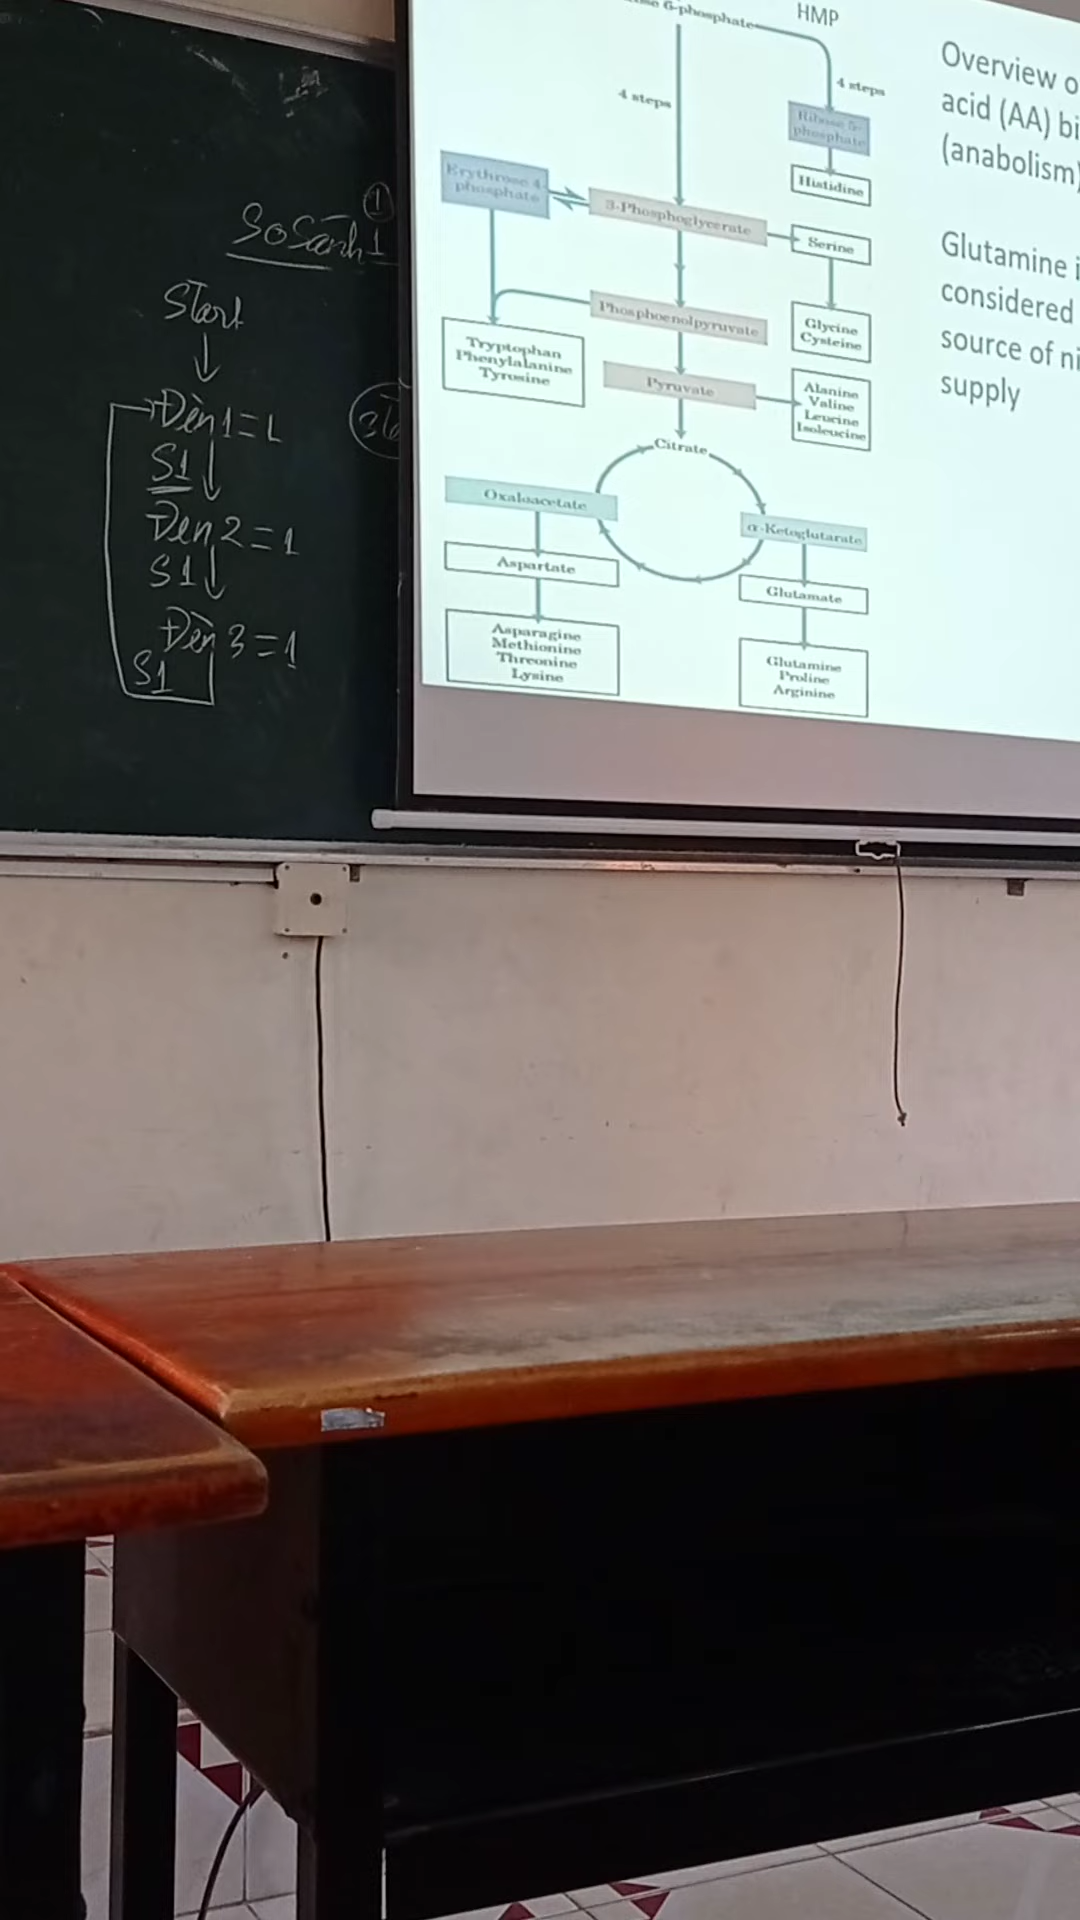 ①
SoSanh 1
Start
Đèn 1 = 1
S1
Đèn 2 = 1
S1
Đèn 3 = 1
S1
6-phosphate
HMP
4 steps
4 steps
Ribose 5-
phosphate
Histidine
Erythrose 4-
phosphate
3-Phosphoglycerate
Serine
Phosphoenolpyruvate
Glycine
Cysteine
Tryptophan
Phenylalanine
Tyrosine
Pyruvate
Alanine
Valine
Leucine
Isoleucine
Citrate
Oxaloacetate
α-Ketoglutarate
Aspartate
Glutamate
Asparagine
Methionine
Threonine
Lysine
Glutamine
Proline
Arginine
Overview o
acid (AA) bi
(anabolism)
Glutamine i
considered
source of ni
supply